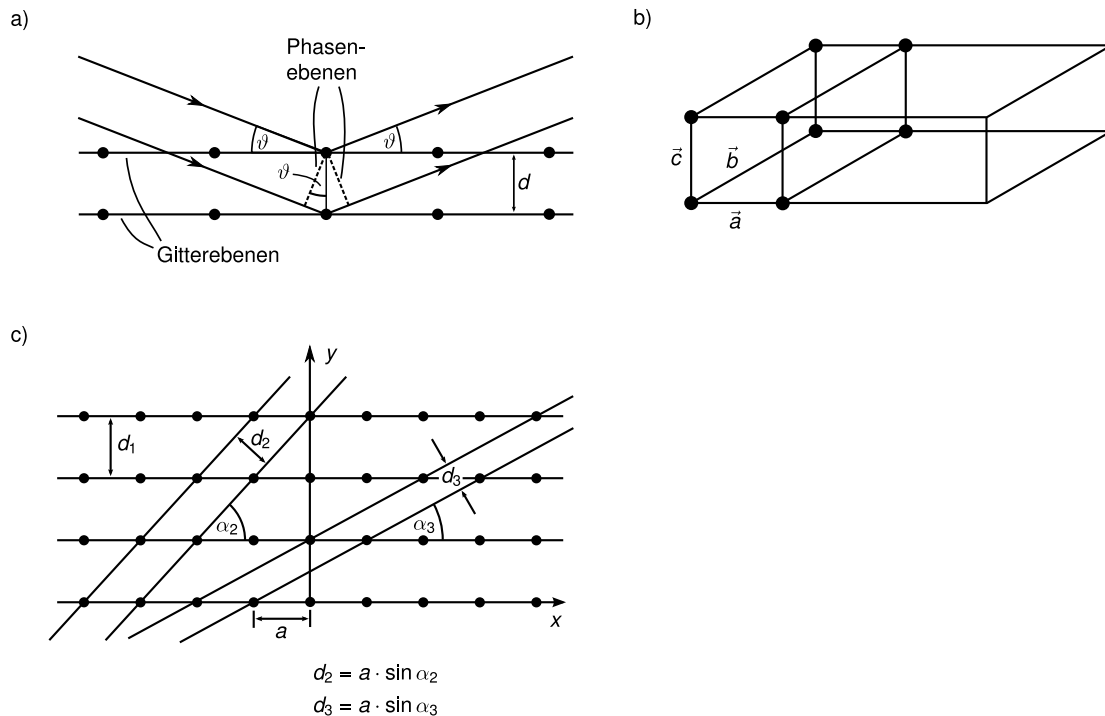 a)
Phasen-
ebenen
ϑ
ϑ
ϑ
d
Gitterebenen
b)
c⃗
b⃗
a⃗
c)
y
d₁
d₂
d₃
α₂
α₃
a
x
d₂ = a · sin α₂
d₃ = a · sin α₃